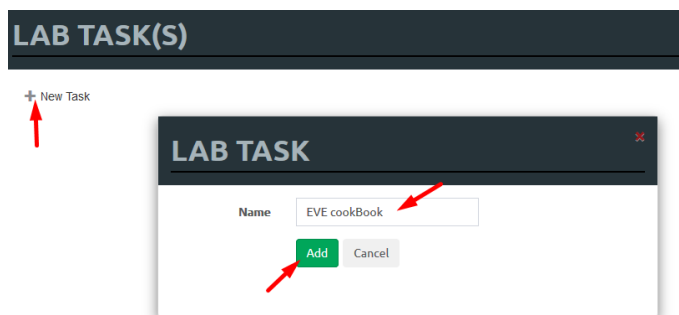 LAB TASK(S)
New Task
LAB TASK
Name EVE cookBook
Add Cancel